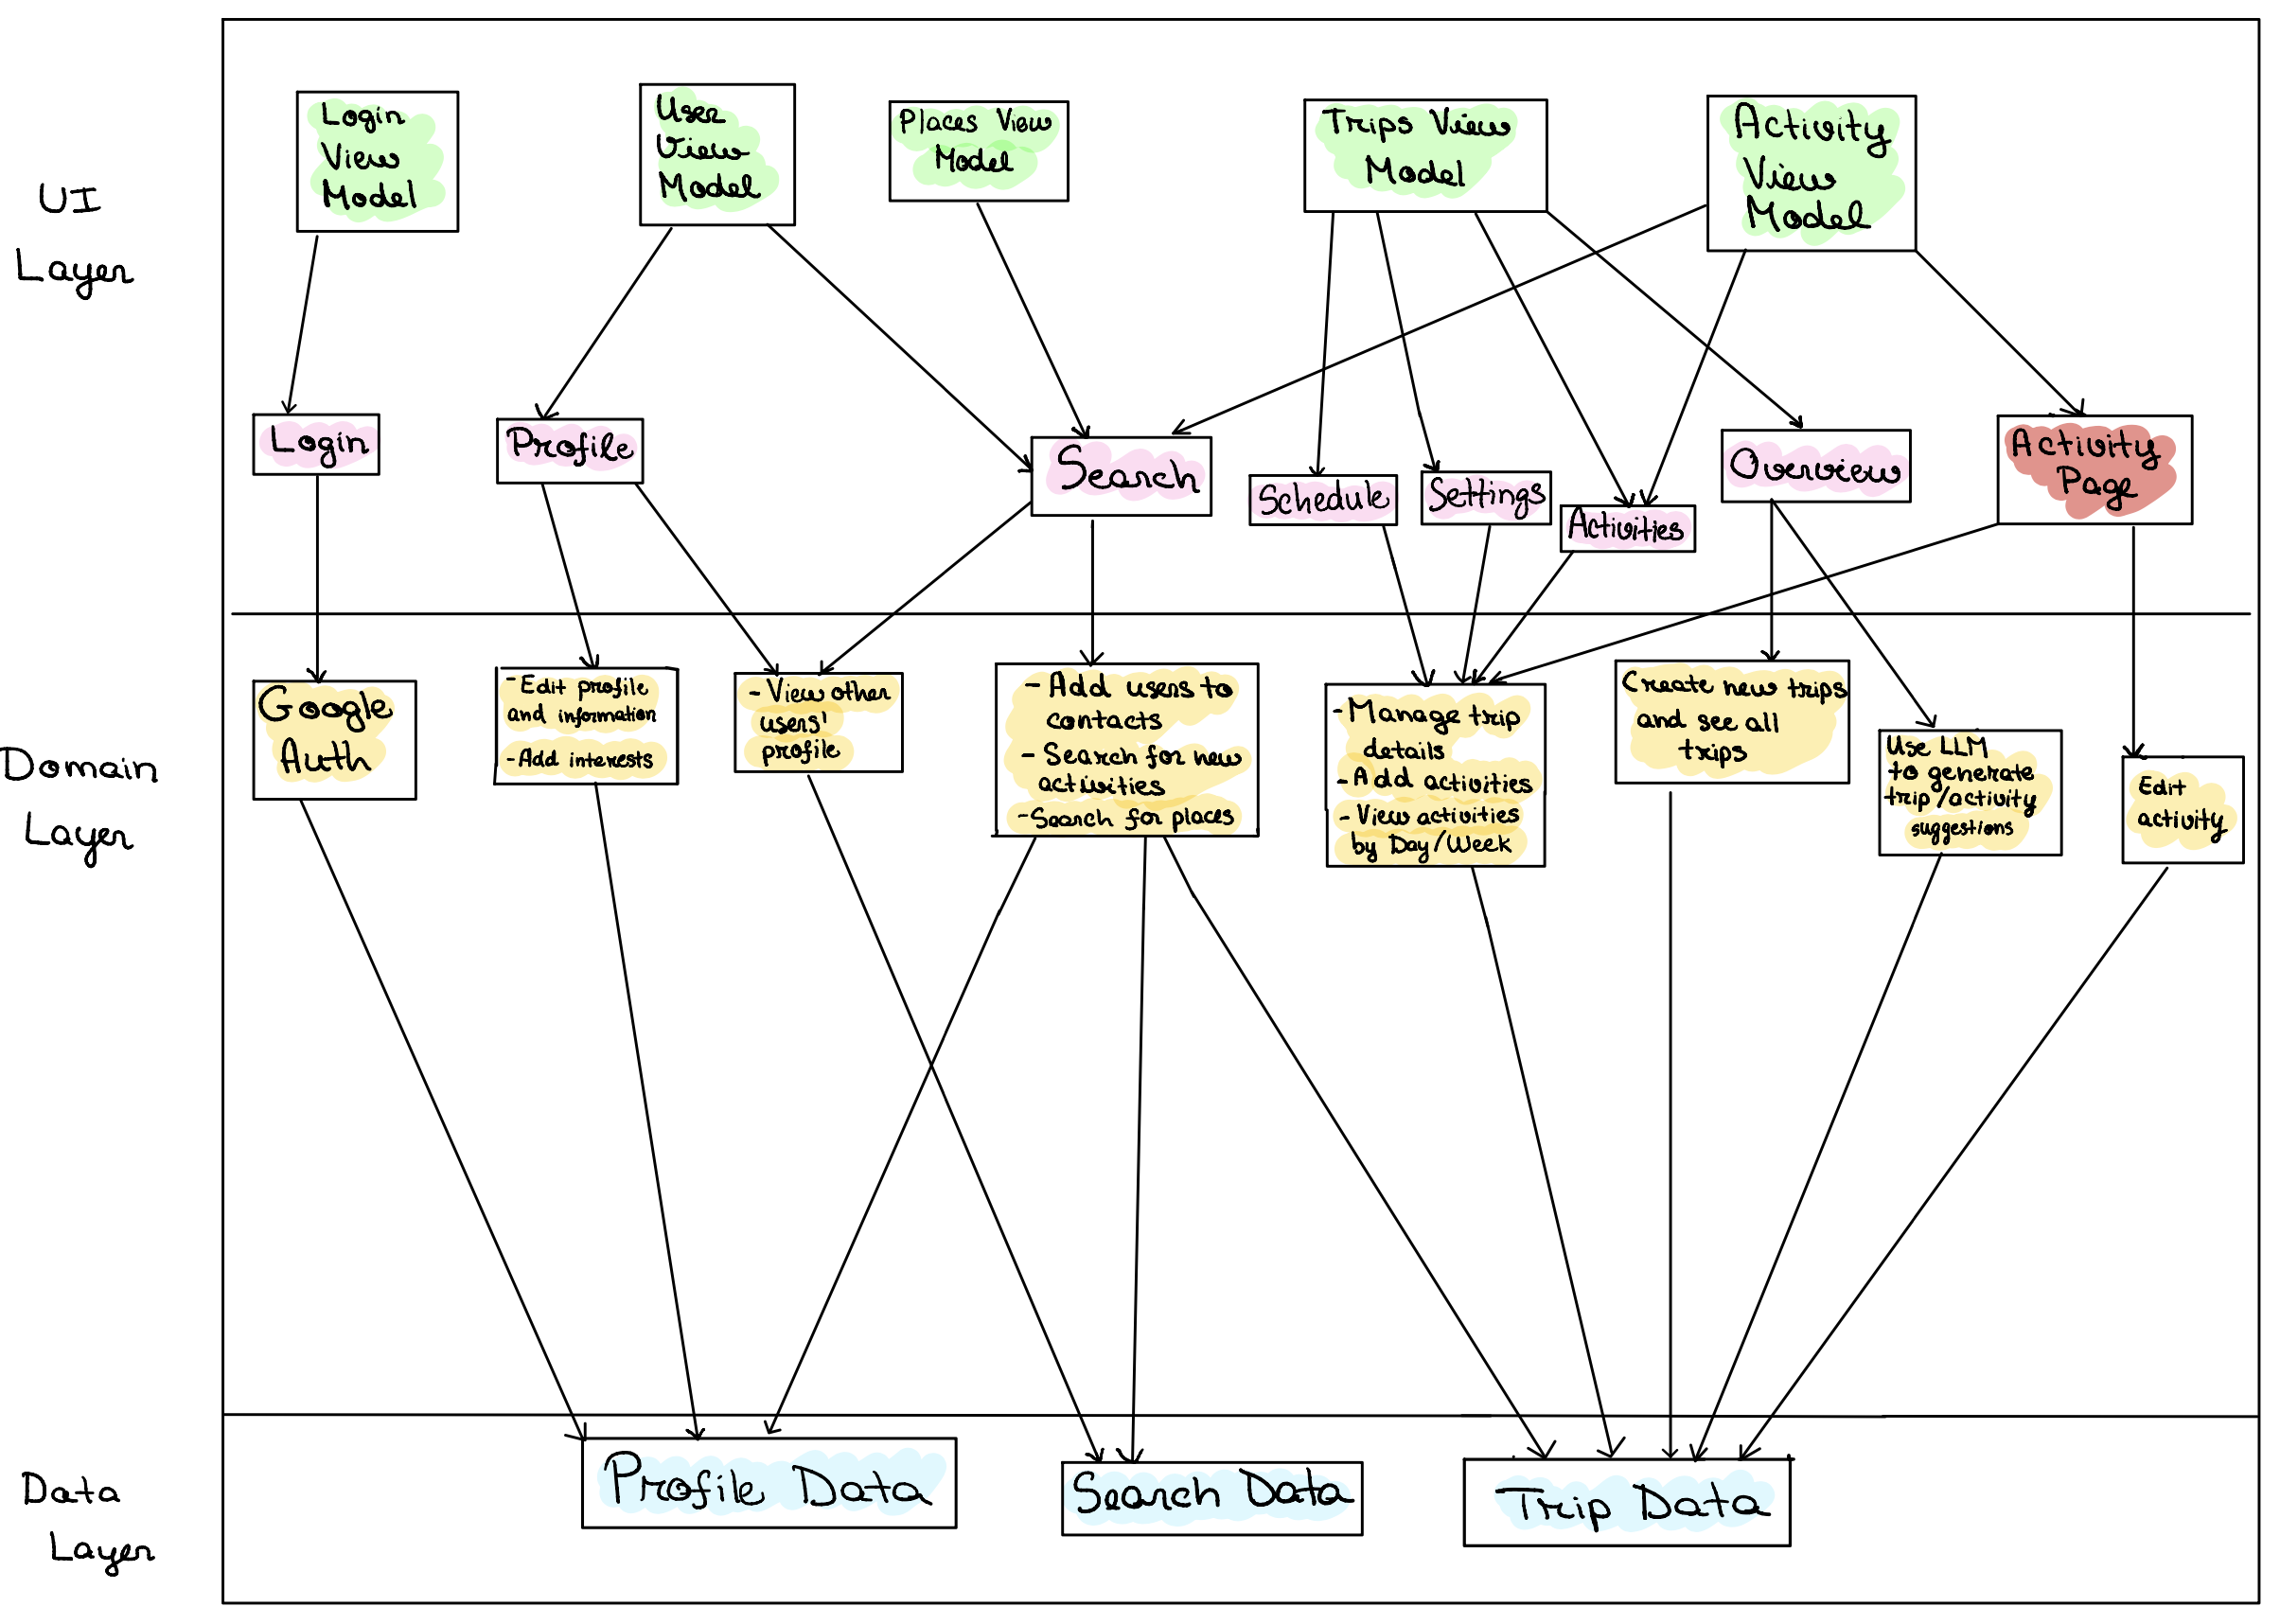 UI
Layer
Login
View
Model
User
View
Model
Places View
Model
Trips View
Model
Activity
View
Model
Login
Profile
Search
Schedule
Settings
Activities
Overview
Activity
Page
Domain
Layer
Google
Auth
- Edit profile
and information
- Add interests
- View other
users'
profile
- Add users to
contacts
- Search for new
activities
- Search for places
- Manage trip
details
- Add activities
- View activities
by Day/Week
Create new trips
and see all
trips
Use LLM
to generate
trip/activity
suggestions
Edit
activity
Data
Layer
Profile Data
Search Data
Trip Data